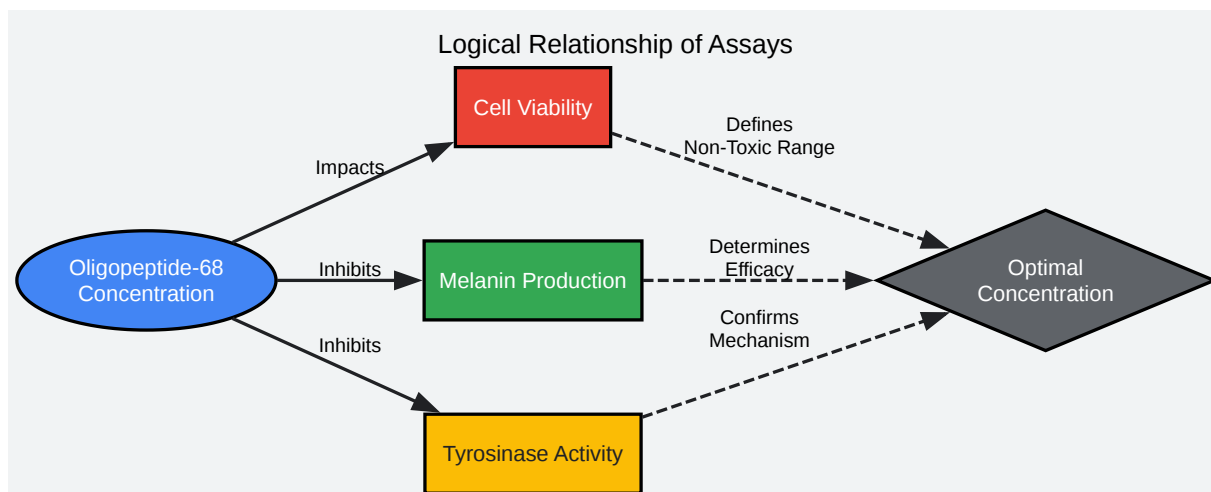 Logical Relationship of Assays
Cell Viability
Defines
Non-Toxic Range
Impacts
Oligopeptide-68
Concentration
Inhibits
Melanin Production
Determines
Efficacy
Optimal
Concentration
Inhibits
Confirms
Mechanism
Tyrosinase Activity